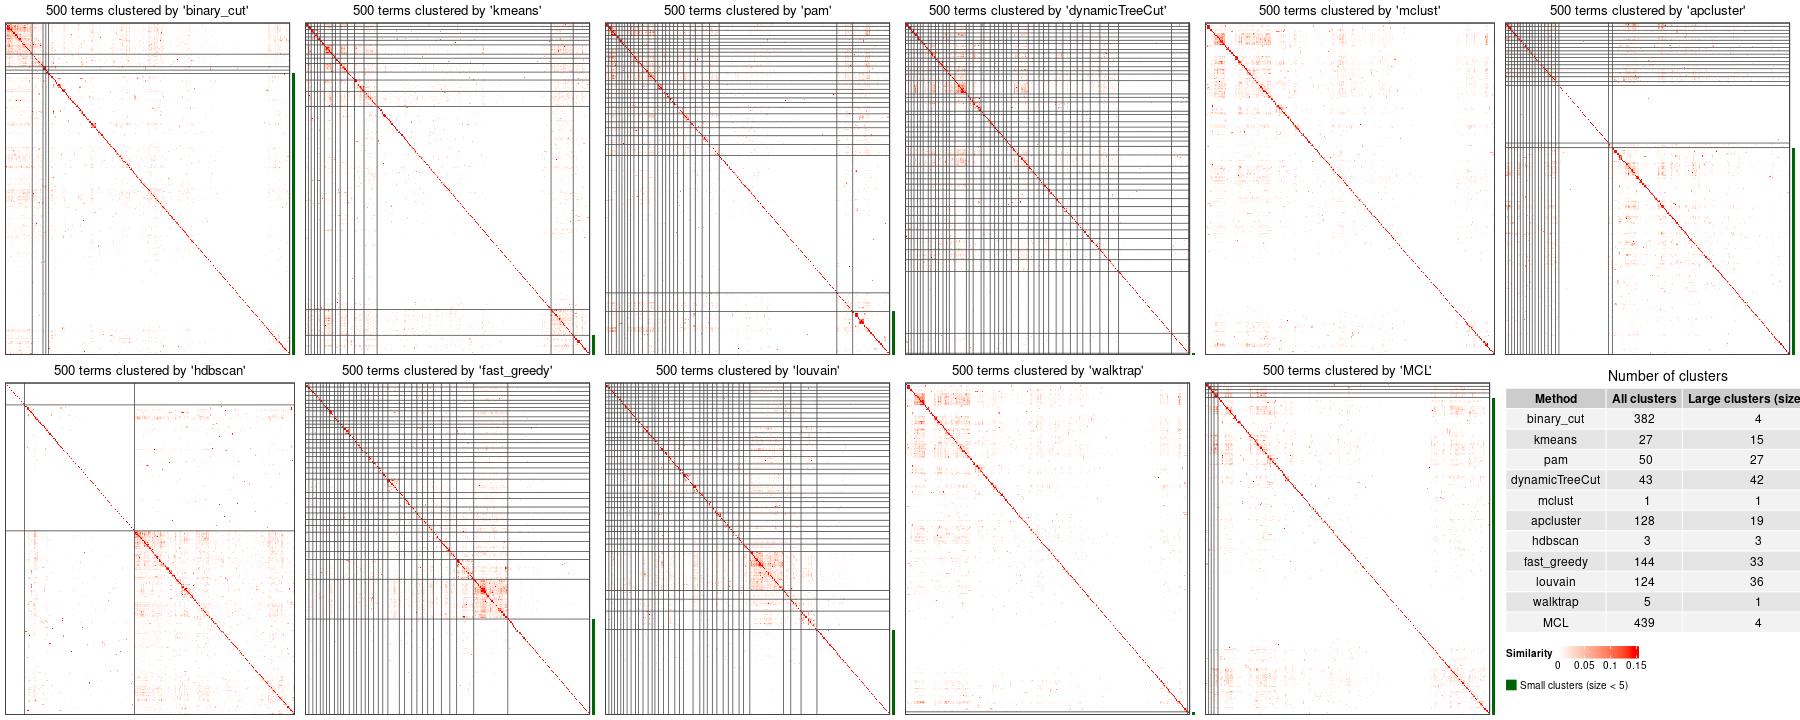 500 terms clustered by 'binary_cut'
500 terms clustered by 'kmeans'
500 terms clustered by 'pam'
500 terms clustered by 'dynamicTreeCut'
500 terms clustered by 'mclust'
500 terms clustered by 'apcluster'
500 terms clustered by 'hdbscan'
500 terms clustered by 'fast_greedy'
500 terms clustered by 'louvain'
500 terms clustered by 'walktrap'
500 terms clustered by 'MCL'
Number of clusters
Method All clusters Large clusters (size
binary_cut 382 4
kmeans 27 15
pam 50 27
dynamicTreeCut 43 42
mclust 1 1
apcluster 128 19
hdbscan 3 3
fast_greedy 144 33
louvain 124 36
walktrap 5 1
MCL 439 4
Similarity
0 0.05 0.1 0.15
Small clusters (size < 5)